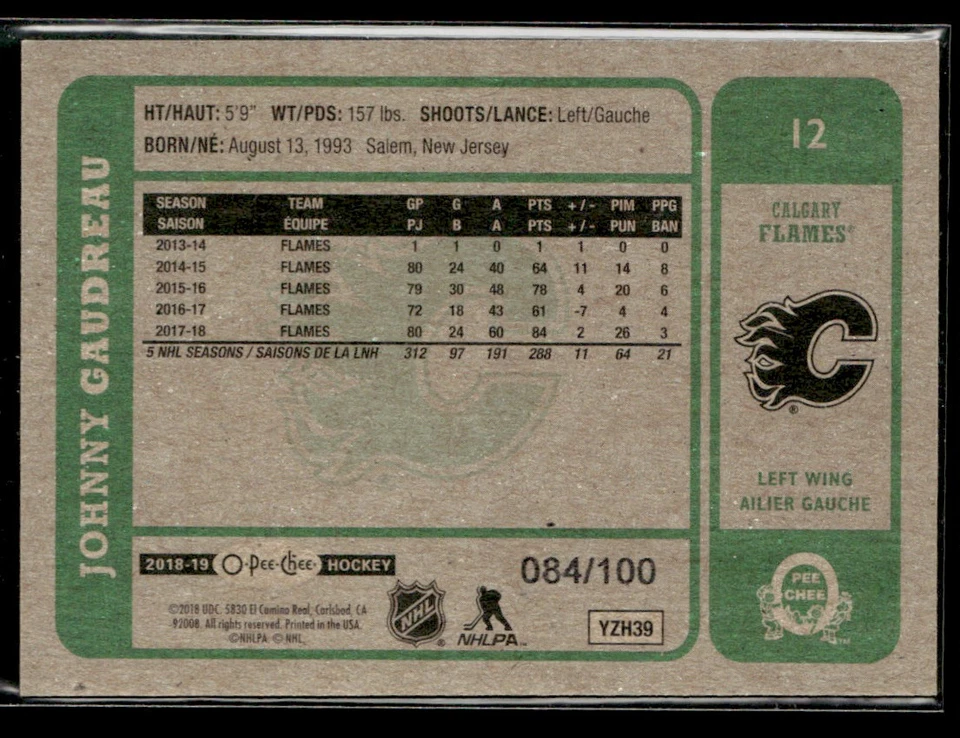 HT/HAUT: 5'9" WT/PDS: 157 lbs. SHOOTS/LANCE: Left/Gauche
BORN/NÉ: August 13, 1993 Salem, New Jersey
JOHNNY GAUDREAU
SEASON TEAM GP G A PTS +/- PIM PPG
SAISON ÉQUIPE PJ B A PTS +/- PUN BAN
2013-14 FLAMES 1 1 0 1 1 0 0
2014-15 FLAMES 80 24 40 64 11 14 8
2015-16 FLAMES 79 30 48 78 4 20 6
2016-17 FLAMES 72 18 43 61 -7 4 4
2017-18 FLAMES 80 24 60 84 2 26 3
5 NHL SEASONS / SAISONS DE LA LNH 312 97 191 288 11 64 21
2018-19 O-Pee-Chee HOCKEY
084/100
©2018 UDC. 5830 El Camino Real, Carlsbad, CA
92008. All rights reserved. Printed in the USA.
©NHLPA. © NHL.
NHL ®
NHLPA™
YZH39
12
CALGARY
FLAMES®
C
®
LEFT WING
AILIER GAUCHE
PEE
CHEE
™